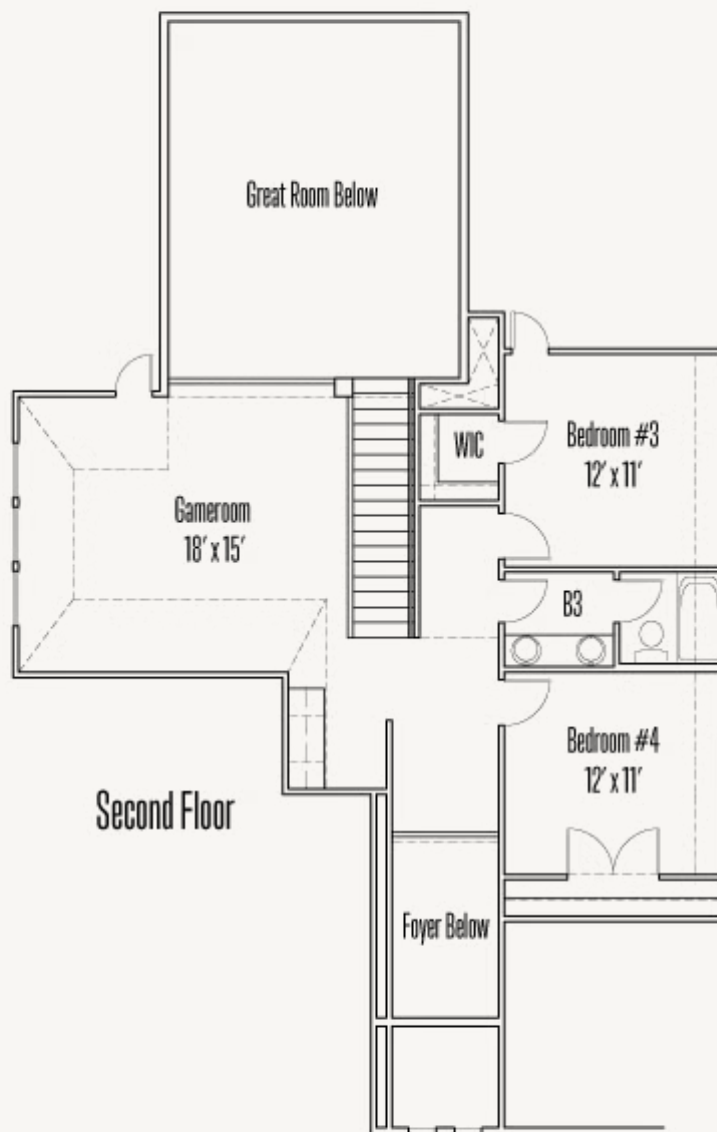 Great Room Below
WIC
Bedroom #3
12' x 11'
Gameroom
18' x 15'
B3
Bedroom #4
12' x 11'
Second Floor
Foyer Below